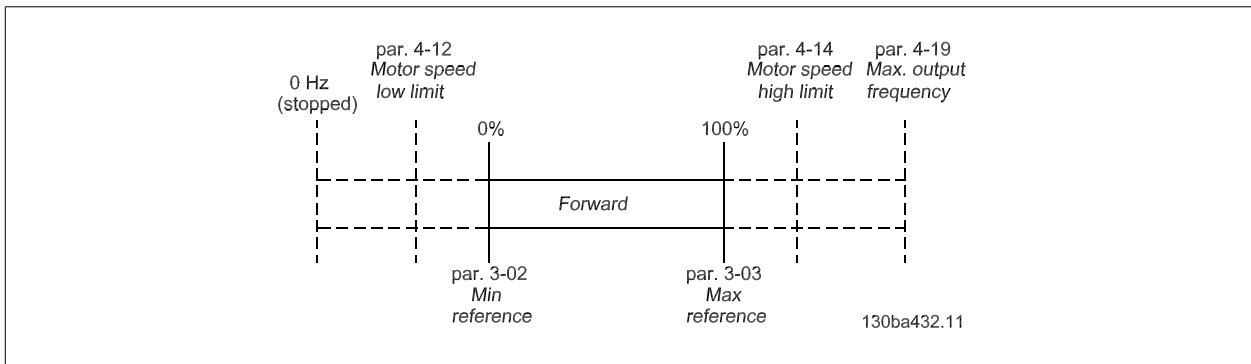 0 Hz
(stopped)
par. 4-12
Motor speed
low limit
0%
100%
par. 4-14
Motor speed
high limit
par. 4-19
Max. output
frequency
Forward
par. 3-02
Min
reference
par. 3-03
Max
reference
130ba432.11